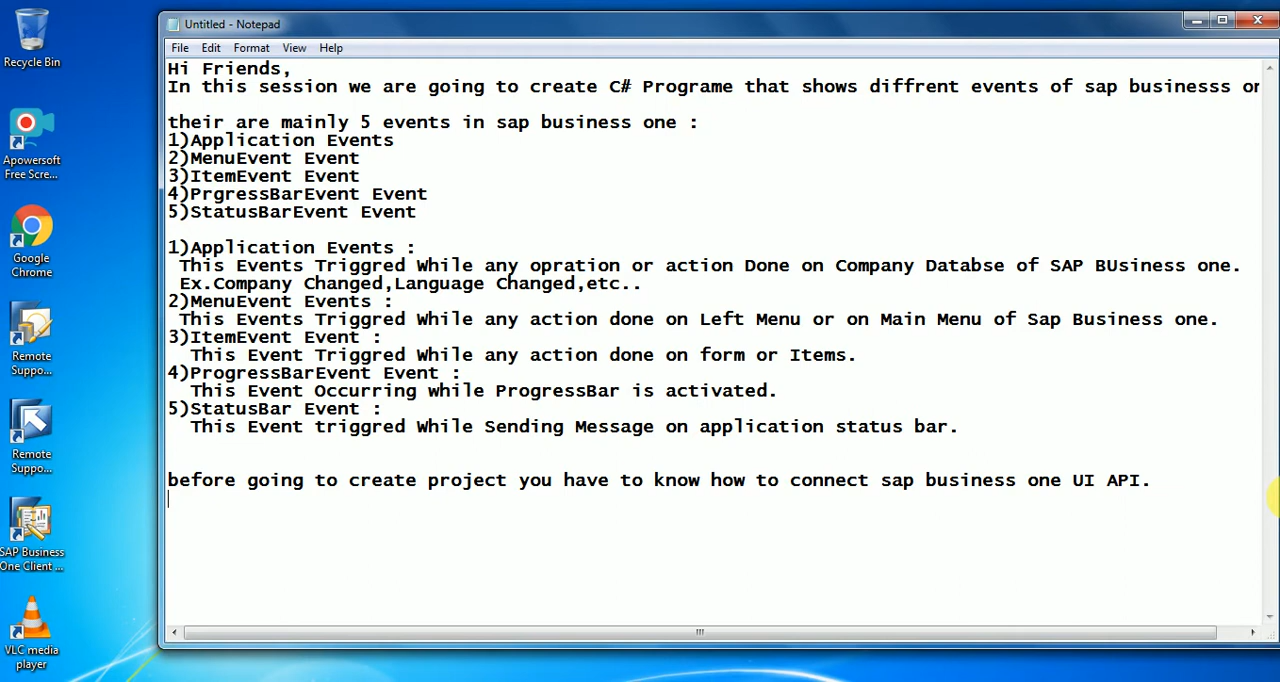 Recycle Bin
Apowersoft
Free Scre...
Google
Chrome
Remote
Suppo...
Remote
Suppo...
SAP Business
One Client ...
VLC media
player
Untitled - Notepad
File Edit Format View Help
Hi Friends,
In this session we are going to create C# Programe that shows diffrent events of sap businesss
their are mainly 5 events in sap business one :
1)Application Events
2)MenuEvent Event
3)ItemEvent Event
4)PrgressBarEvent Event
5)StatusBarEvent Event
1)Application Events :
This Events Triggred While any opration or action Done on Company Databse of SAP BUsiness one.
Ex.Company Changed,Language Changed,etc..
2)MenuEvent Events :
This Events Triggred While any action done on Left Menu or on Main Menu of Sap Business one.
3)ItemEvent Event :
This Event Triggred While any action done on form or Items.
4)ProgressBarEvent Event :
This Event Occurring while ProgressBar is activated.
5)StatusBar Event :
This Event triggred While Sending Message on application status bar.
before going to create project you have to know how to connect sap business one UI API.